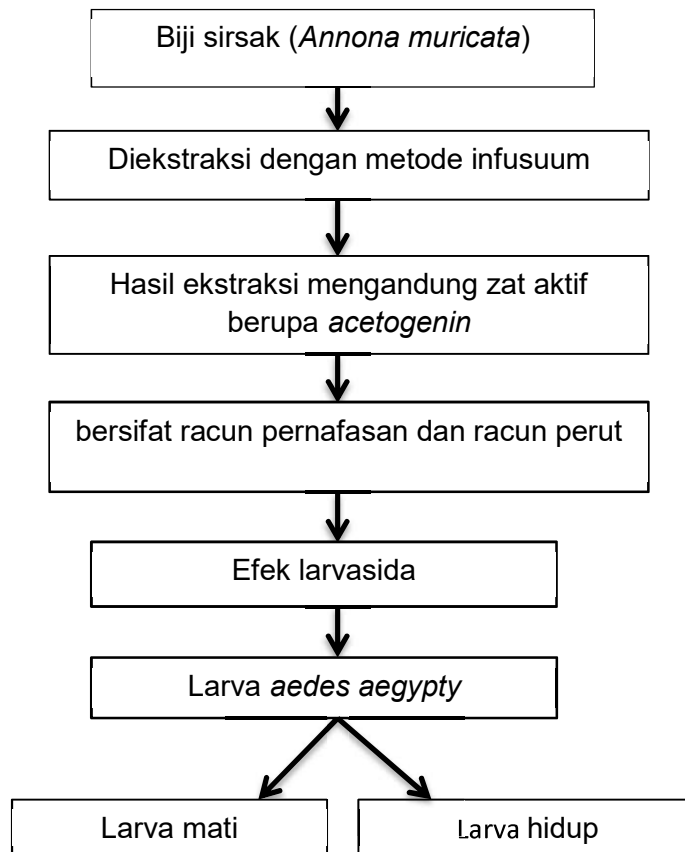 Biji sirsak (Annona muricata)
Diekstraksi dengan metode infusuum
Hasil ekstraksi mengandung zat aktif
berupa acetogenin
bersifat racun pernafasan dan racun perut
Efek larvasida
Larva aedes aegypty
Larva mati
Larva hidup